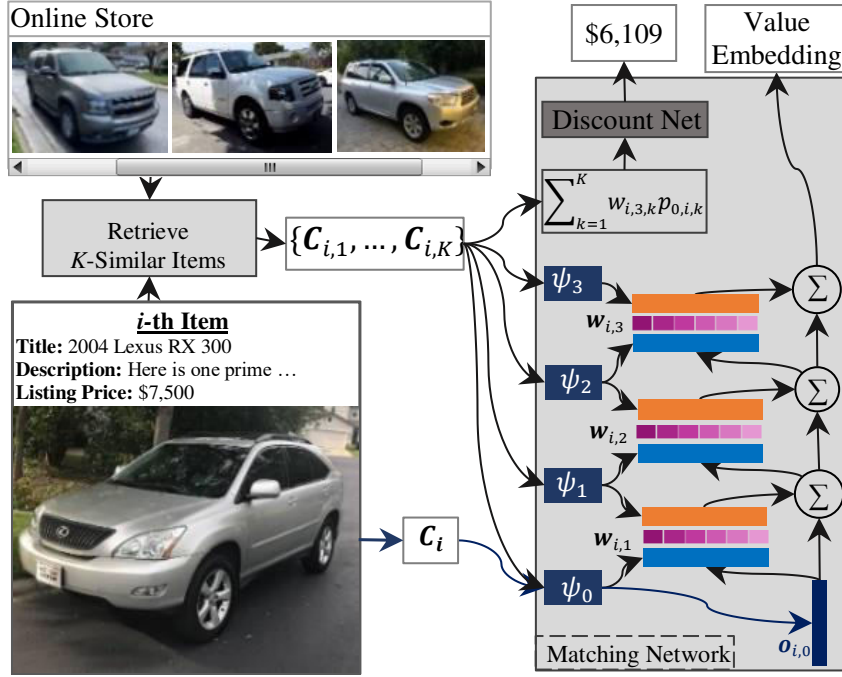 Online Store
Retrieve
K-Similar Items
{C_{i,1}, …, C_{i,K}}
i-th Item
Title: 2004 Lexus RX 300
Description: Here is one prime …
Listing Price: $7,500
C_i
$6,109
Value
Embedding
Discount Net
∑_{k=1}^{K} w_{i,3,k} p_{0,i,k}
ψ_3
w_{i,3}
∑
ψ_2
∑
w_{i,2}
ψ_1
∑
w_{i,1}
ψ_0
o_{i,0}
Matching Network